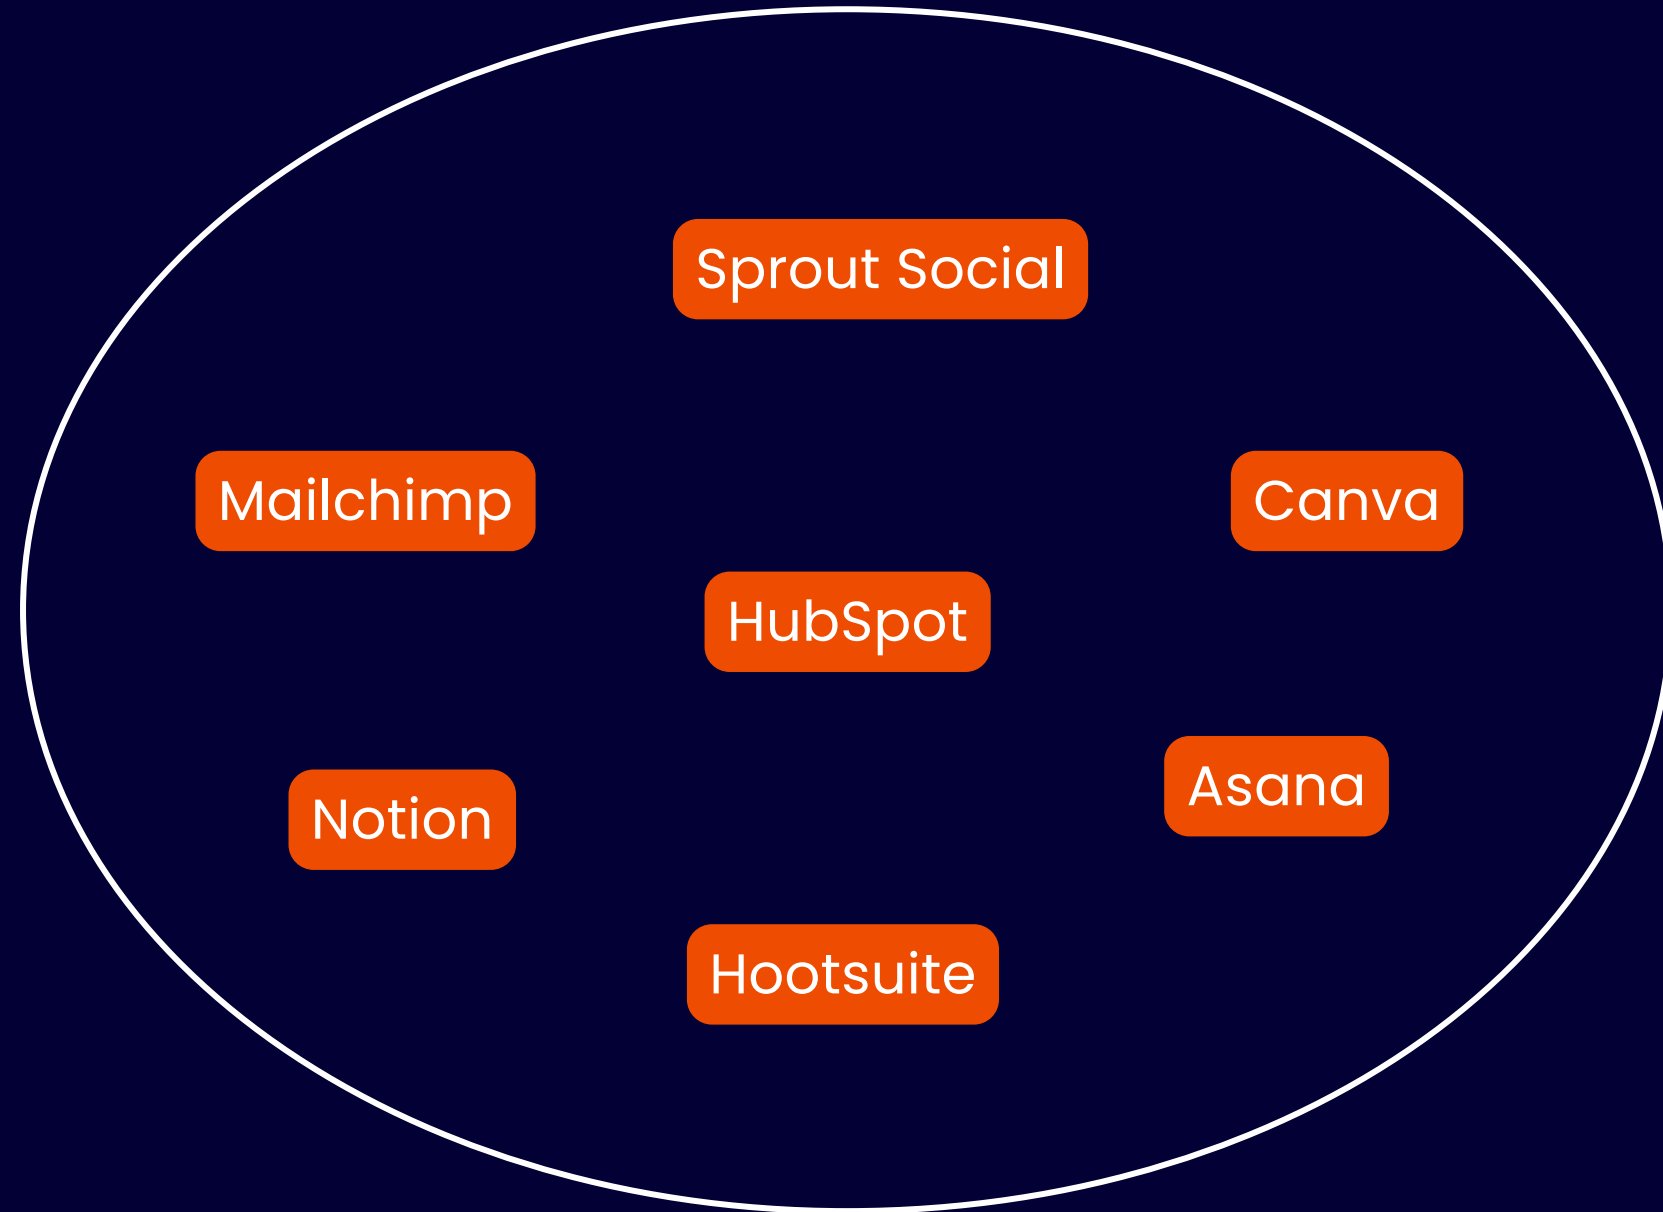 Sprout Social
Mailchimp
Canva
HubSpot
Asana
Notion
Hootsuite